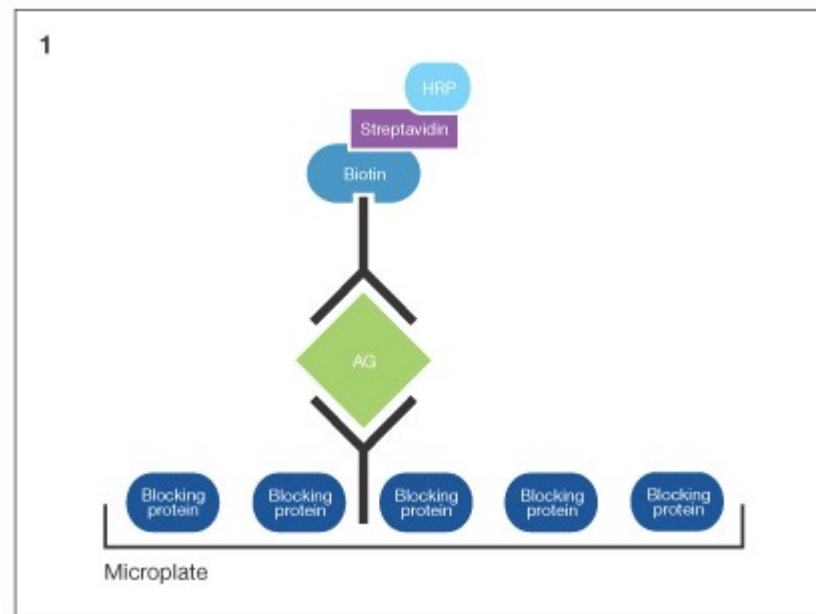 1
HRP
Streptavidin
Biotin
AG
Blocking
protein
Blocking
protein
Blocking
protein
Blocking
protein
Blocking
protein
Microplate